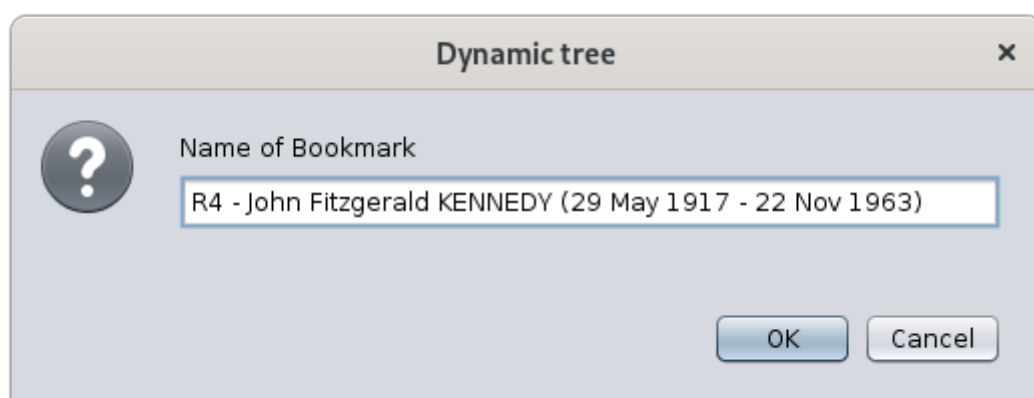 Dynamic tree
Name of Bookmark
R4 - John Fitzgerald KENNEDY (29 May 1917 - 22 Nov 1963)
OK
Cancel